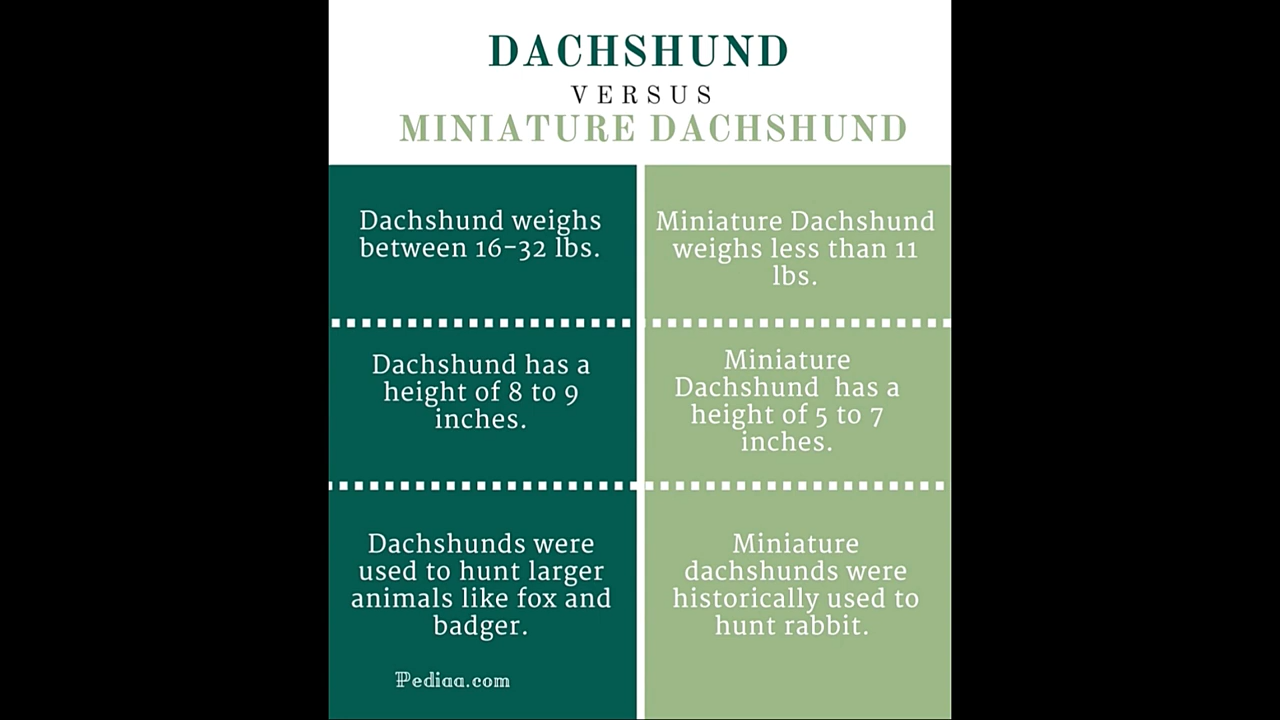 DACHSHUND
VERSUS
MINIATURE DACHSHUND
Dachshund weighs
between 16-32 lbs.
Miniature Dachshund
weighs less than 11
lbs.
Dachshund has a
height of 8 to 9
inches.
Miniature
Dachshund has a
height of 5 to 7
inches.
Dachshunds were
used to hunt larger
animals like fox and
badger.
Miniature
dachshunds were
historically used to
hunt rabbit.
Pediaa.com